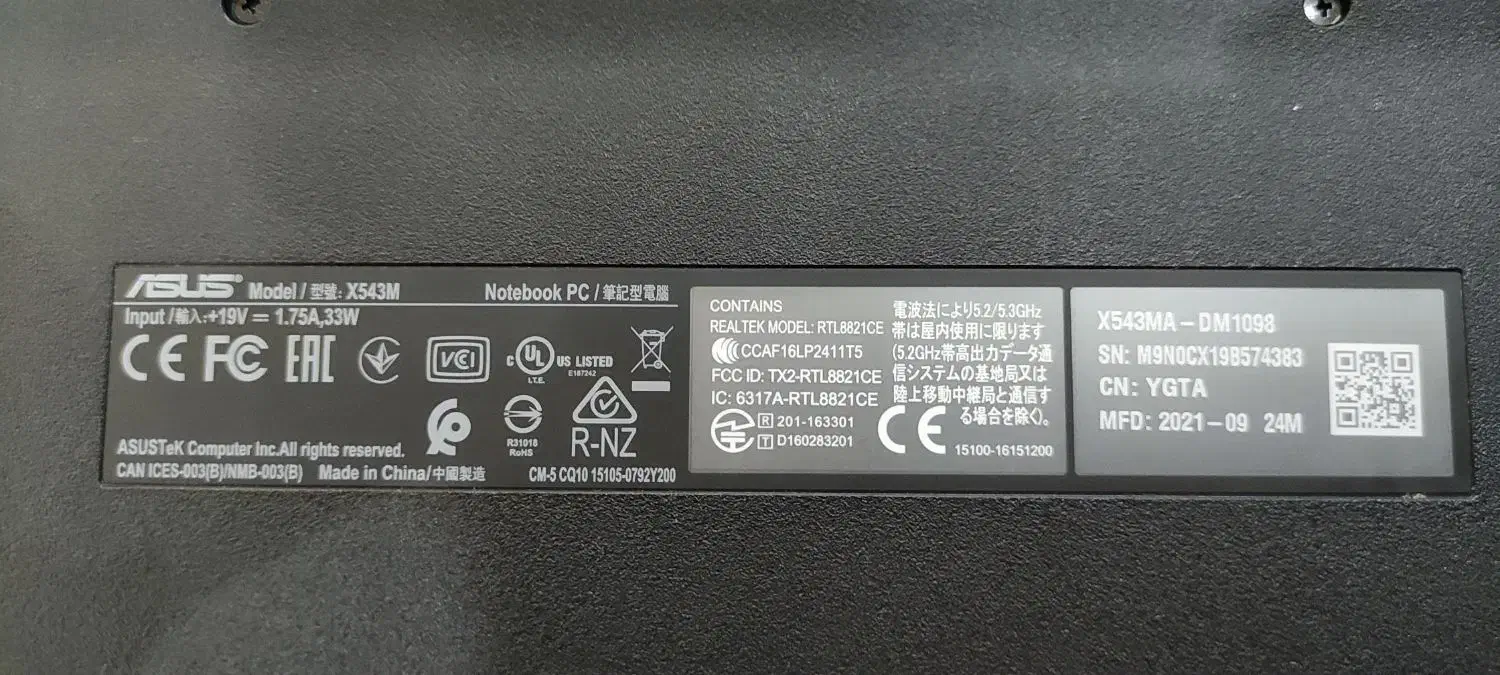 ASUS® Model / 型號: X543M Notebook PC / 筆記型電腦
Input / 輸入:+19V ⎓ 1.75A,33W
CE FC EAC VCI c UL US LISTED
I.T.E. E187242
R31018
RoHS
R-NZ
ASUSTeK Computer Inc.All rights reserved.
CAN ICES-003(B)/NMB-003(B) Made in China/中國製造 CM-5 CQ10 15105-0792Y200
CONTAINS
REALTEK MODEL: RTL8821CE
CCAF16LP2411T5
FCC ID: TX2-RTL8821CE
IC: 6317A-RTL8821CE
R 201-163301
T D160283201
電波法により5.2/5.3GHz
帯は屋内使用に限ります
(5.2GHz帯高出力データ通
信システムの基地局又は
陸上移動中継局と通信す
る場合を除く)。
CE
15100-16151200
X543MA-DM1098
SN: M9N0CX19B574383
CN: YGTA
MFD: 2021-09 24M